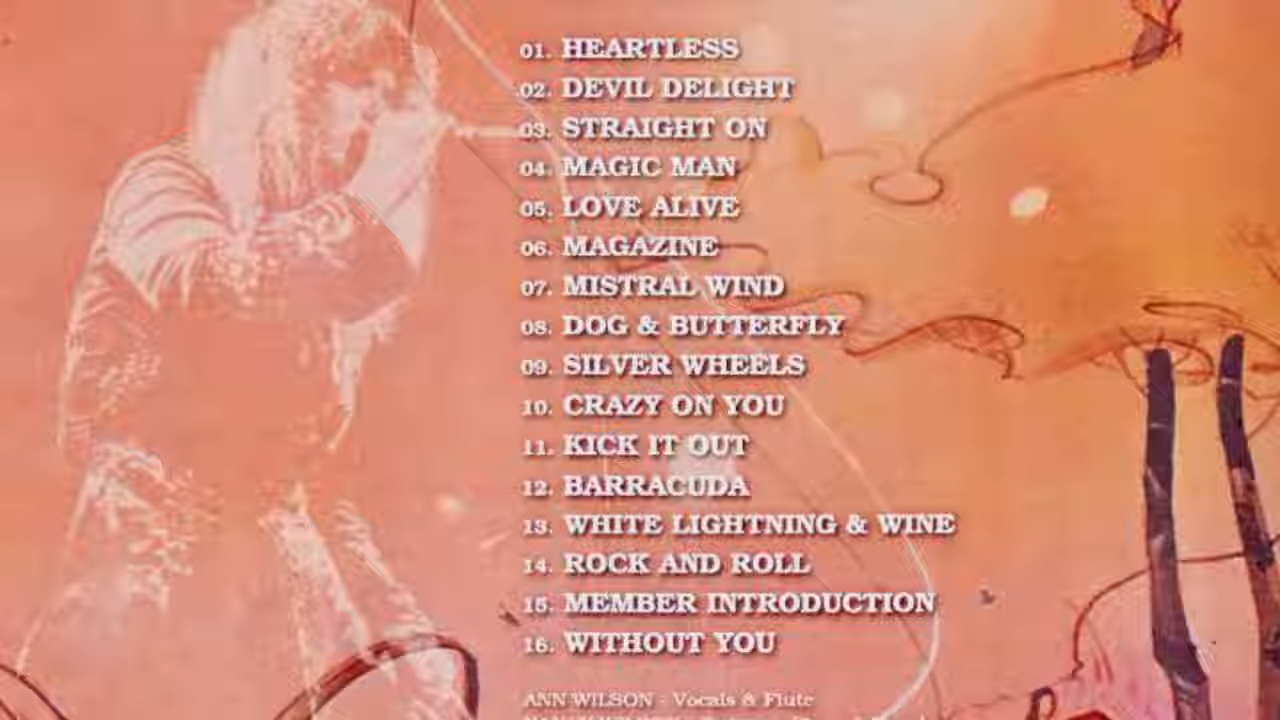 01. HEARTLESS
02. DEVIL DELIGHT
03. STRAIGHT ON
04. MAGIC MAN
05. LOVE ALIVE
06. MAGAZINE
07. MISTRAL WIND
08. DOG & BUTTERFLY
09. SILVER WHEELS
10. CRAZY ON YOU
11. KICK IT OUT
12. BARRACUDA
13. WHITE LIGHTNING & WINE
14. ROCK AND ROLL
15. MEMBER INTRODUCTION
16. WITHOUT YOU
ANN WILSON - Vocals & Flute